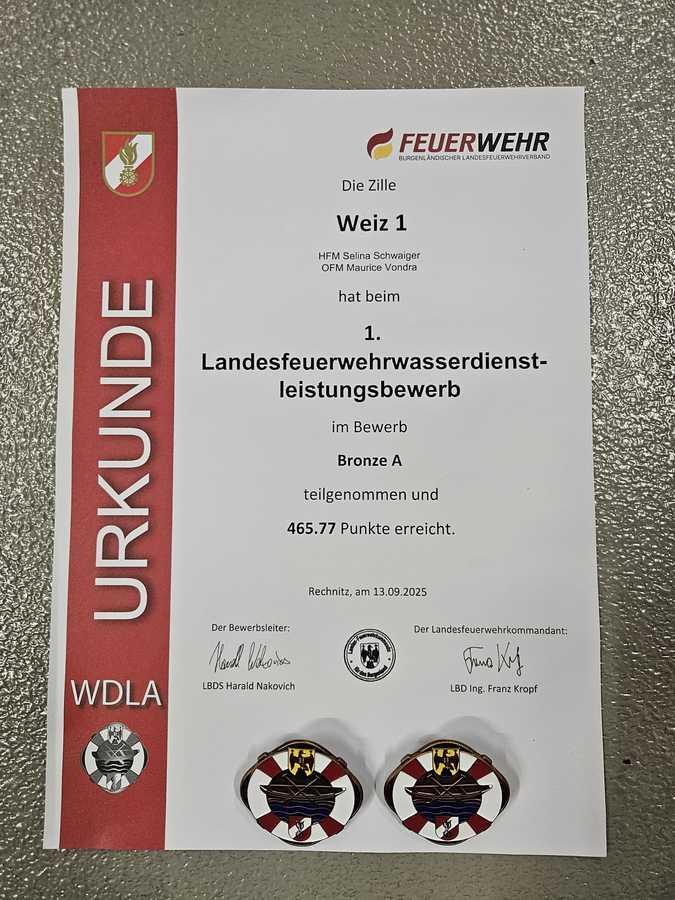 FEUERWEHR
BURGENLÄNDISCHER LANDESFEUERWEHRVERBAND
Die Zille
Weiz 1
HFM Selina Schwaiger
OFM Maurice Vondra
hat beim
1.
Landesfeuerwehrwasserdienst-
leistungsbewerb
im Bewerb
Bronze A
teilgenommen und
465.77 Punkte erreicht.
Rechnitz, am 13.09.2025
Der Bewerbsleiter:
LBDS Harald Nakovich
Der Landesfeuerwehrkommandant:
LBD Ing. Franz Kropf
URKUNDE
WDLA